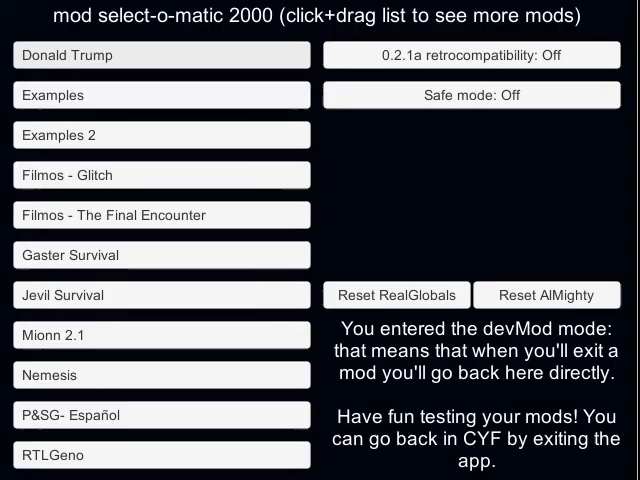 mod select-o-matic 2000 (click+drag list to see more mods)
Donald Trump
Examples
Examples 2
Filmos - Glitch
Filmos - The Final Encounter
Gaster Survival
Jevil Survival
Mionn 2.1
Nemesis
P&SG- Español
RTLGeno
0.2.1a retrocompatibility: Off
Safe mode: Off
Reset RealGlobals
Reset AlMighty
You entered the devMod mode:
that means that when you'll exit a
mod you'll go back here directly.
Have fun testing your mods! You
can go back in CYF by exiting the
app.